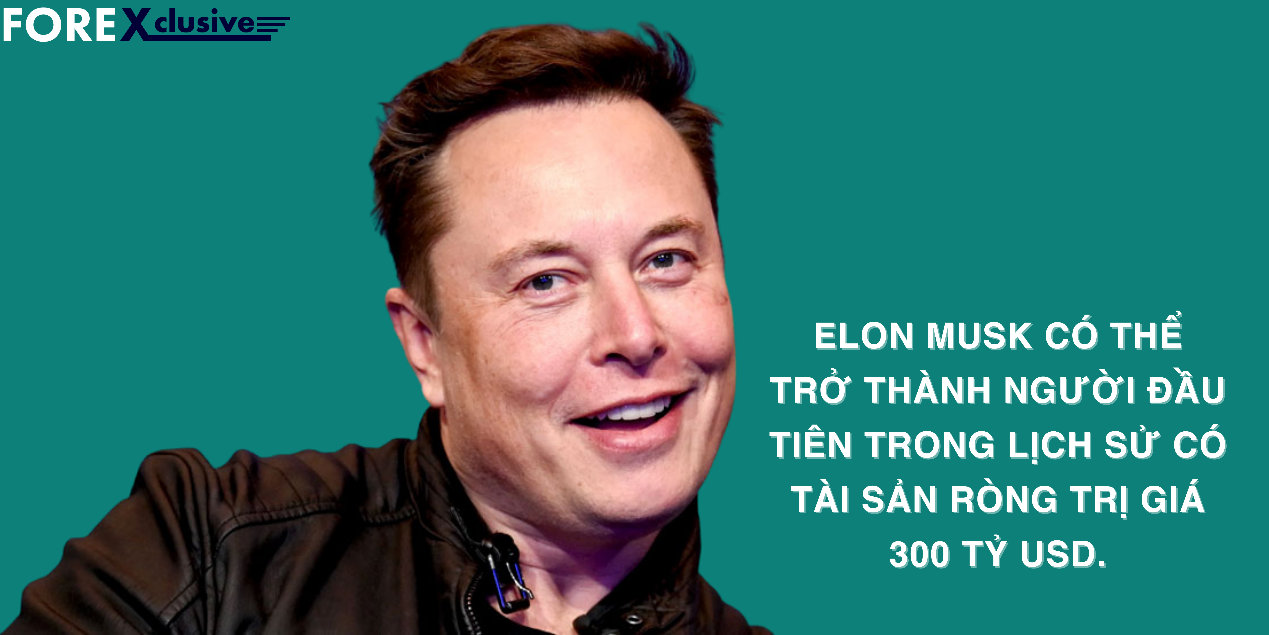 FOREXclusive
ELON MUSK CÓ THỂ
TRỞ THÀNH NGƯỜI ĐẦU
TIÊN TRONG LỊCH SỬ CÓ
TÀI SẢN RÒNG TRỊ GIÁ
300 TỶ USD.